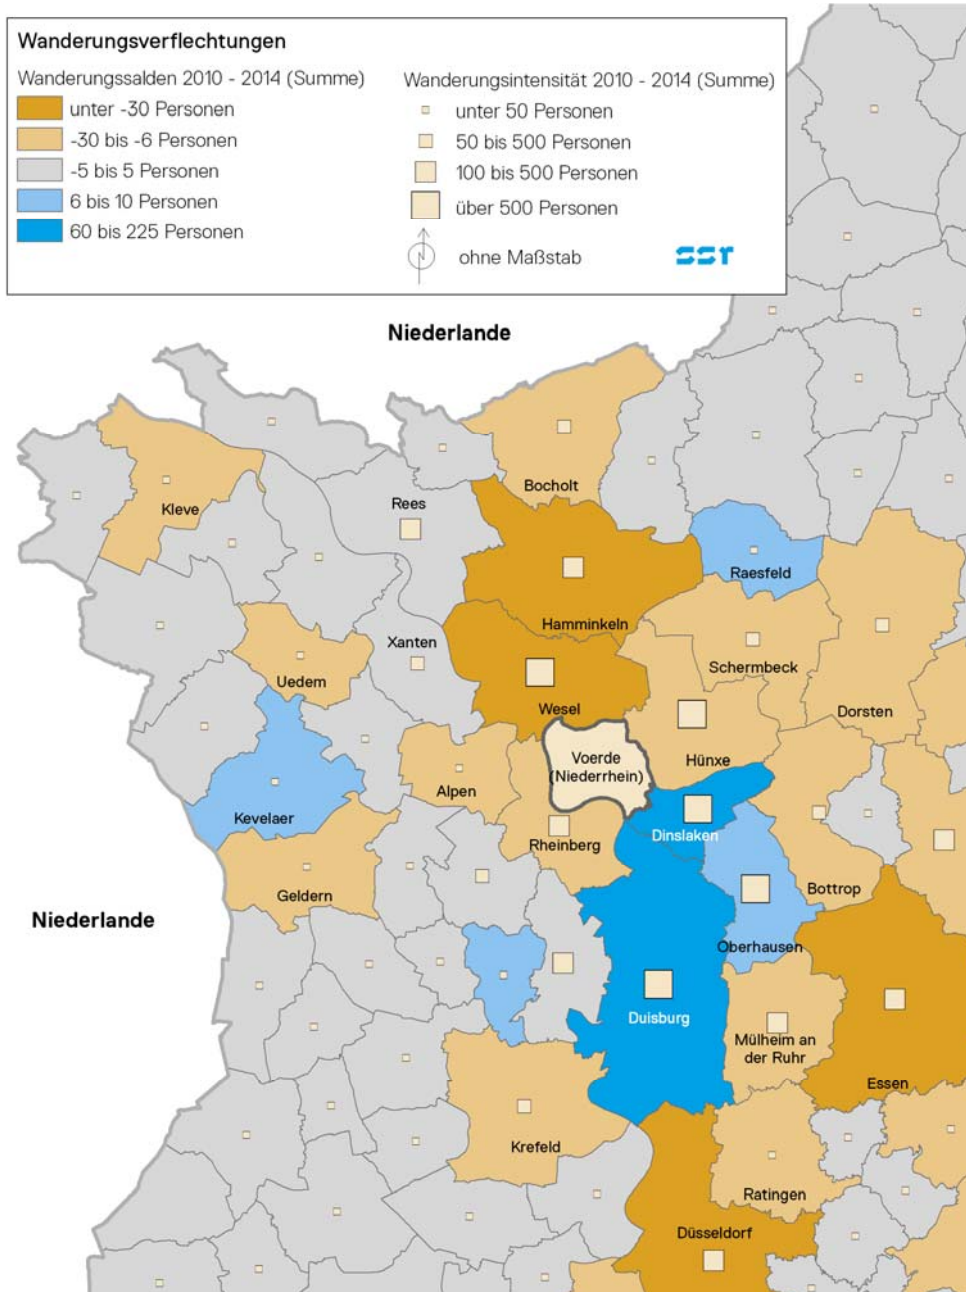 Wanderungsverflechtungen
Wanderungssalden 2010 - 2014 (Summe)
unter -30 Personen
-30 bis -6 Personen
-5 bis 5 Personen
6 bis 10 Personen
60 bis 225 Personen
Wanderungsintensität 2010 - 2014 (Summe)
unter 50 Personen
50 bis 500 Personen
100 bis 500 Personen
über 500 Personen
ohne Maßstab
ssr
Niederlande
Bocholt
Rees
Kleve
Raesfeld
Hamminkeln
Xanten
Schermbeck
Uedem
Wesel
Dorsten
Voerde
(Niederrhein)
Hünxe
Alpen
Kevelaer
Dinslaken
Rheinberg
Bottrop
Geldern
Niederlande
Oberhausen
Duisburg
Mülheim an
der Ruhr
Essen
Krefeld
Ratingen
Düsseldorf